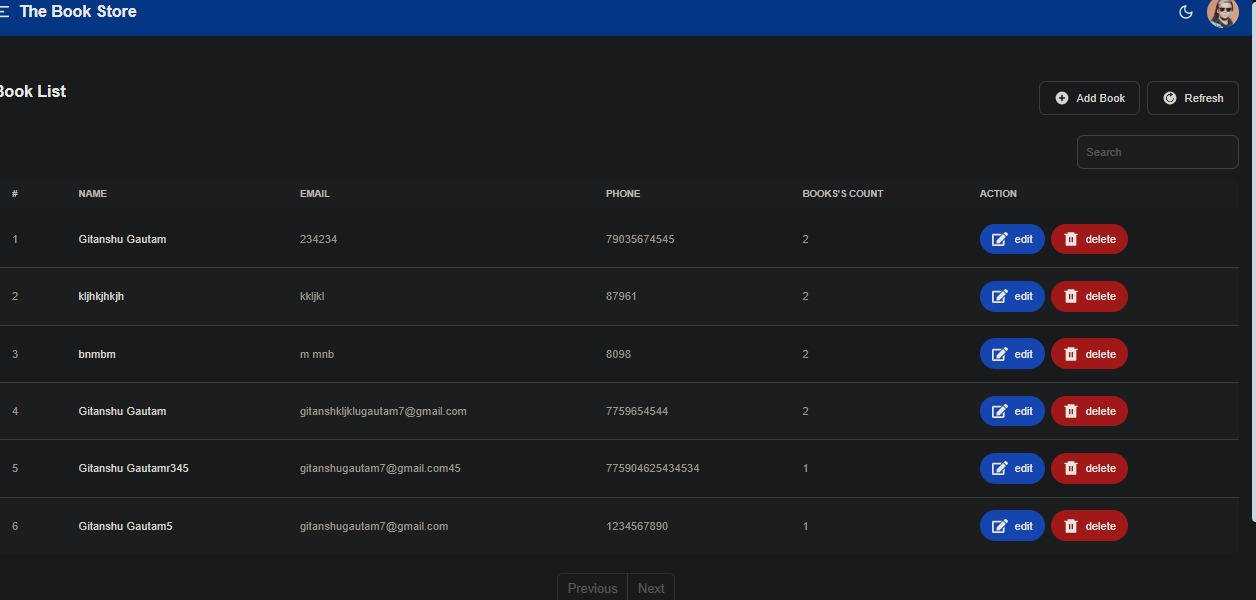 The Book Store
Book List
Add Book Refresh
Search
# NAME EMAIL PHONE BOOKS'S COUNT ACTION
1 Gitanshu Gautam 234234 79035674545 2 edit delete
2 kljhkjhkjh kkljkl 87961 2 edit delete
3 bnmbm m mnb 8098 2 edit delete
4 Gitanshu Gautam gitanshkljklugautam7@gmail.com 7759654544 2 edit delete
5 Gitanshu Gautamr345 gitanshugautam7@gmail.com45 775904625434534 1 edit delete
6 Gitanshu Gautam5 gitanshugautam7@gmail.com 1234567890 1 edit delete
Previous Next